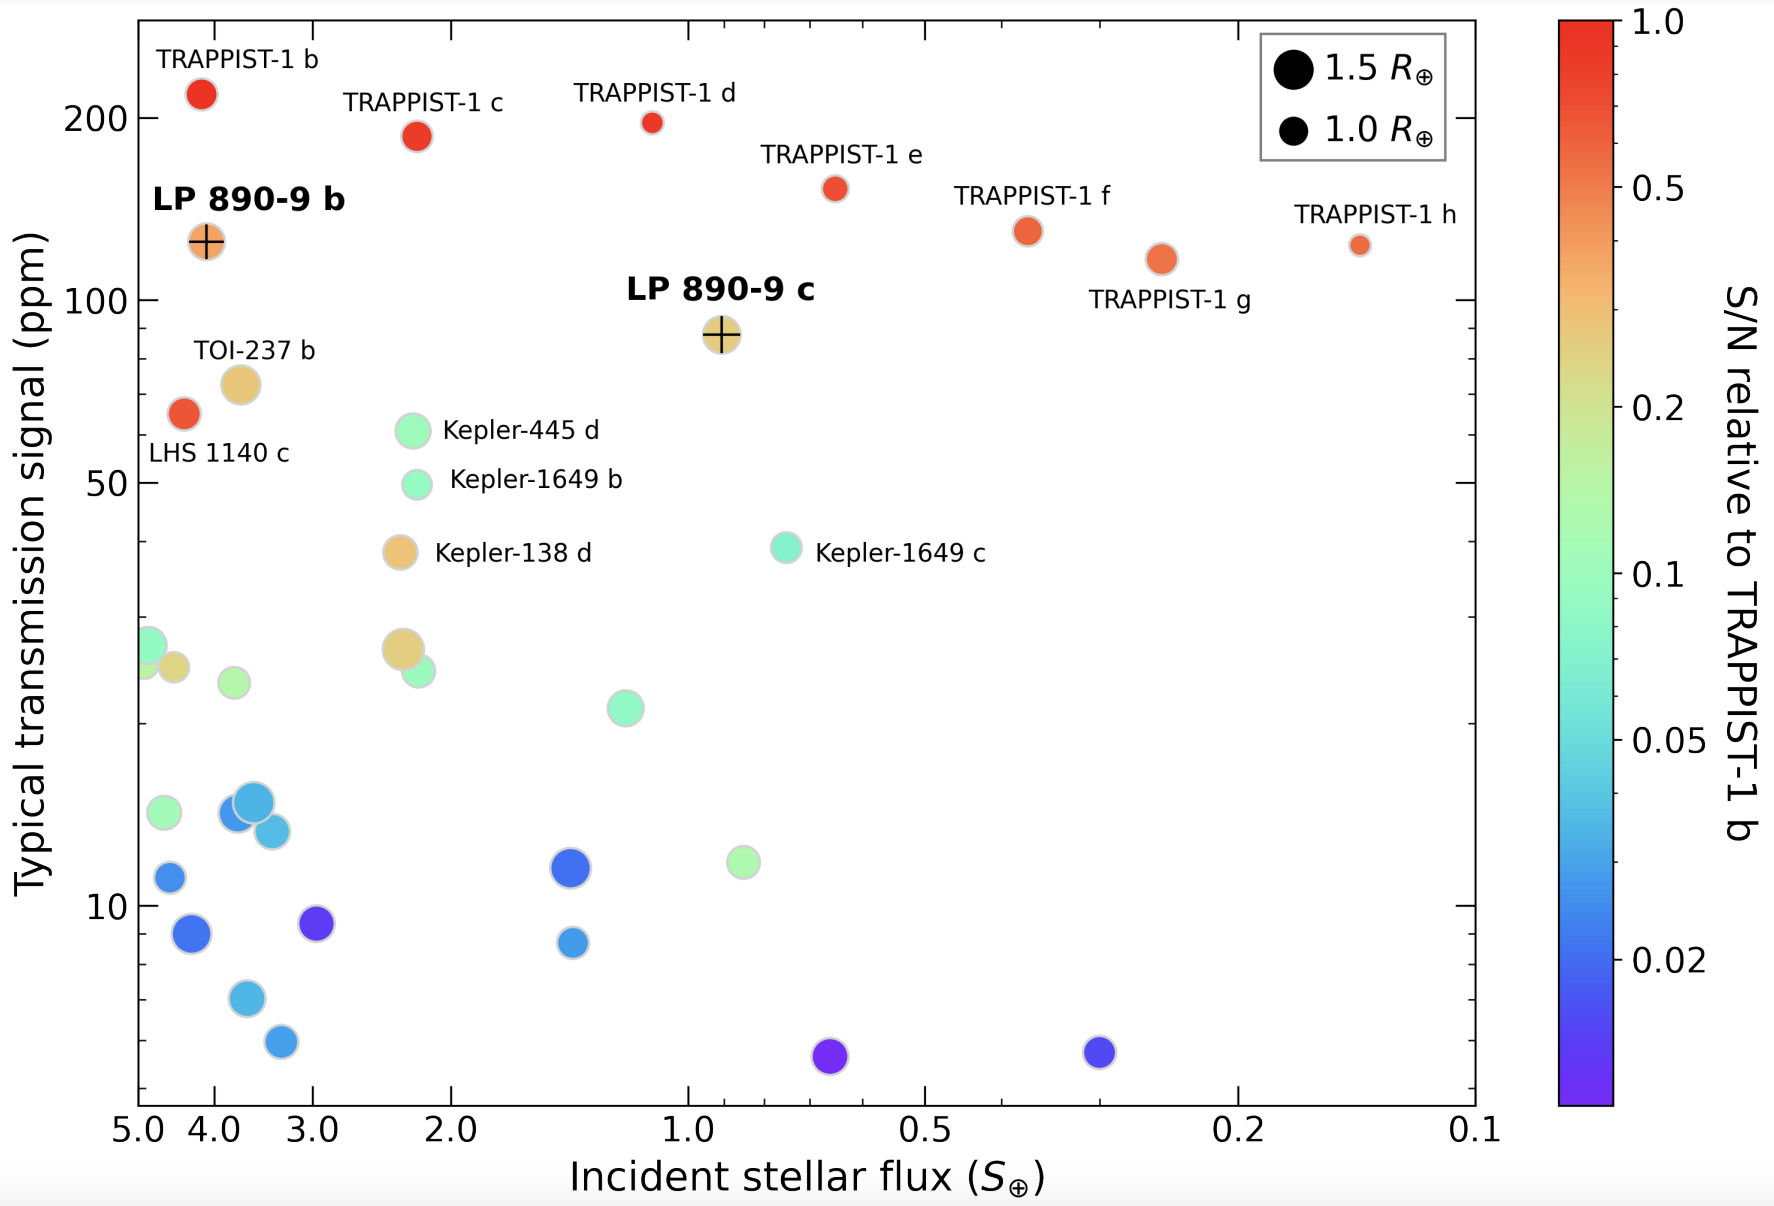 TRAPPIST-1 b
TRAPPIST-1 c
TRAPPIST-1 d
TRAPPIST-1 e
TRAPPIST-1 f
TRAPPIST-1 g
TRAPPIST-1 h
LP 890-9 b
LP 890-9 c
TOI-237 b
LHS 1140 c
Kepler-445 d
Kepler-1649 b
Kepler-138 d
Kepler-1649 c
1.5 R⊕
1.0 R⊕
200
100
50
10
Typical transmission signal (ppm)
5.0 4.0 3.0 2.0 1.0 0.5 0.2 0.1
Incident stellar flux (S⊕)
1.0
0.5
0.2
0.1
0.05
0.02
S/N relative to TRAPPIST-1 b